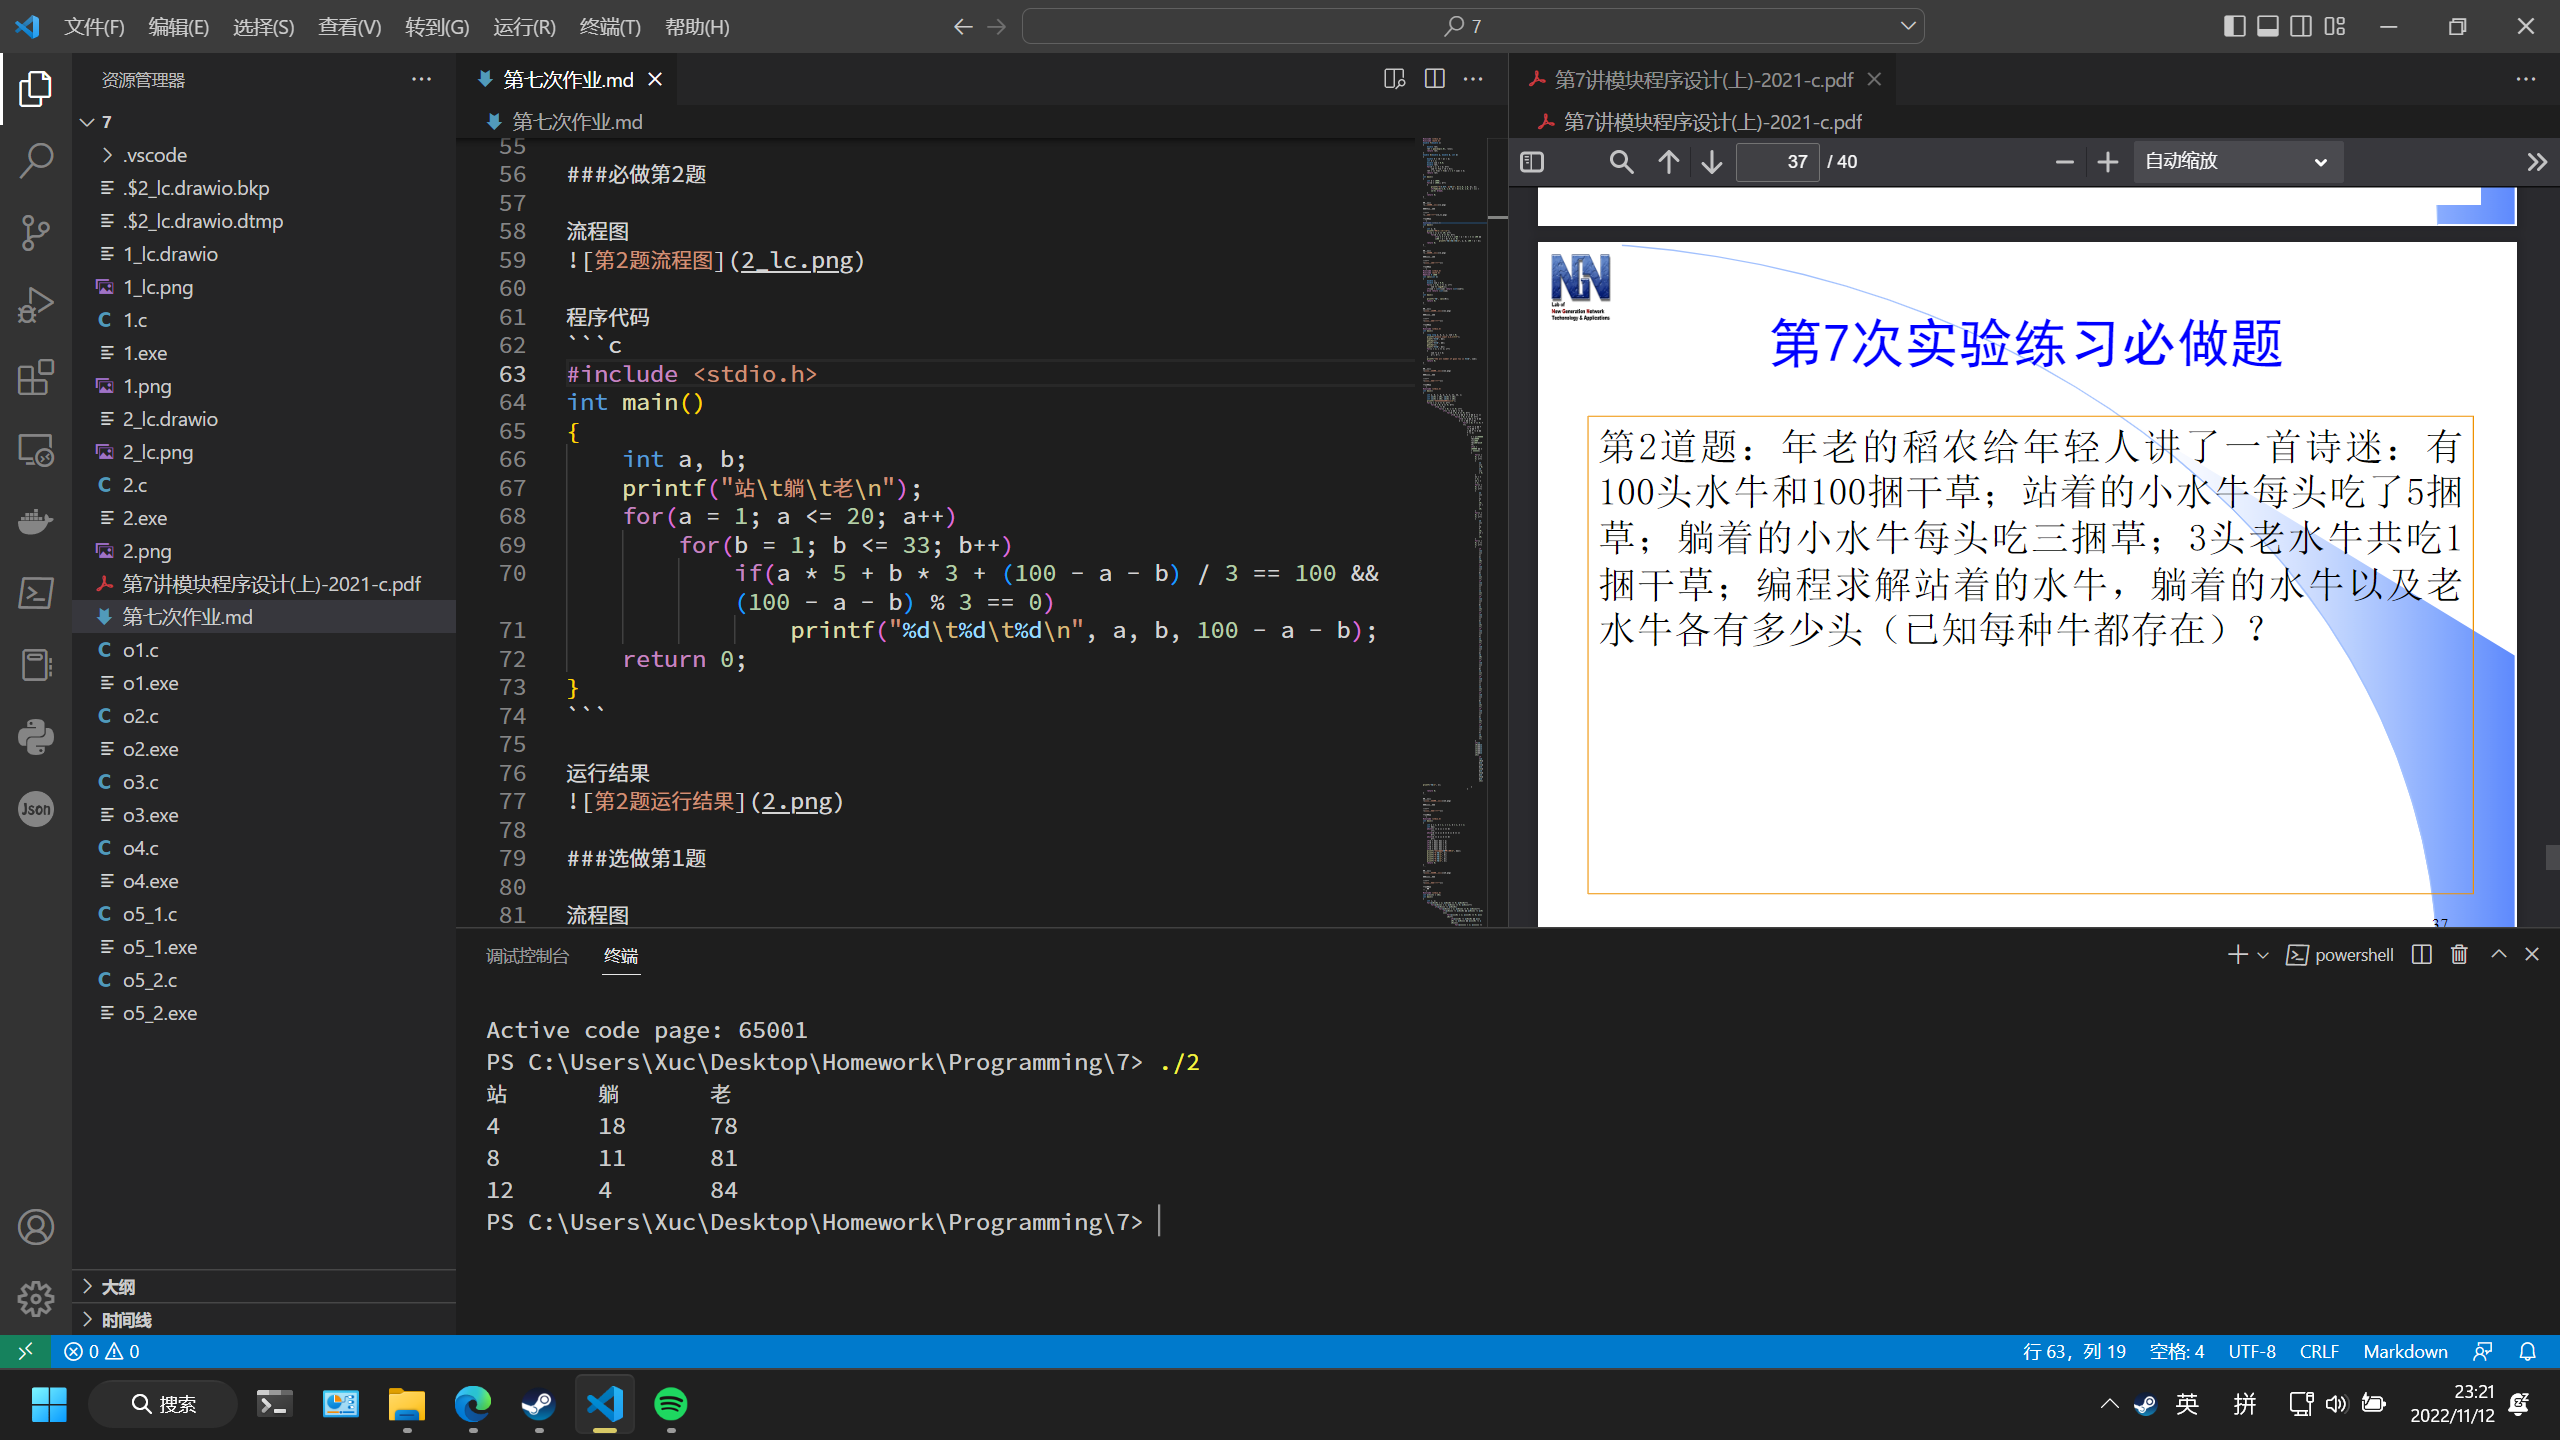 文件(F) 编辑(E) 选择(S) 查看(V) 转到(G) 运行(R) 终端(T) 帮助(H) 7
资源管理器
7
.vscode
.$2_lc.drawio.bkp
.$2_lc.drawio.dtmp
1_lc.drawio
1_lc.png
1.c
1.exe
1.png
2_lc.drawio
2_lc.png
2.c
2.exe
2.png
第7讲模块程序设计(上)-2021-c.pdf
第七次作业.md
o1.c
o1.exe
o2.c
o2.exe
o3.c
o3.exe
o4.c
o4.exe
o5_1.c
o5_1.exe
o5_2.c
o5_2.exe
大纲
时间线
Json
第七次作业.md
第七次作业.md
55
56 ###必做第2题
57
58 流程图
59 ![第2题流程图](2_lc.png)
60
61 程序代码
62 ```c
63 #include <stdio.h>
64 int main()
65 {
66 int a, b;
67 printf("站\t躺\t老\n");
68 for(a = 1; a <= 20; a++)
69 for(b = 1; b <= 33; b++)
70 if(a * 5 + b * 3 + (100 - a - b) / 3 == 100 &&
(100 - a - b) % 3 == 0)
71 printf("%d\t%d\t%d\n", a, b, 100 - a - b);
72 return 0;
73 }
74 ```
75
76 运行结果
77 ![第2题运行结果](2.png)
78
79 ###选做第1题
80
81 流程图
第7讲模块程序设计(上)-2021-c.pdf
第7讲模块程序设计(上)-2021-c.pdf
37 / 40 自动缩放
NGN
Lab of
New Generation Network
Technology & Applications
第7次实验练习必做题
第2道题：年老的稻农给年轻人讲了一首诗迷：有
100头水牛和100捆干草；站着的小水牛每头吃了5捆
草；躺着的小水牛每头吃三捆草；3头老水牛共吃1
捆干草；编程求解站着的水牛，躺着的水牛以及老
水牛各有多少头（已知每种牛都存在）？
37
调试控制台 终端 powershell
Active code page: 65001
PS C:\Users\Xuc\Desktop\Homework\Programming\7> ./2
站 躺 老
4 18 78
8 11 81
12 4 84
PS C:\Users\Xuc\Desktop\Homework\Programming\7>
0 0 行 63，列 19 空格: 4 UTF-8 CRLF Markdown
搜索 英 拼 23:21
2022/11/12